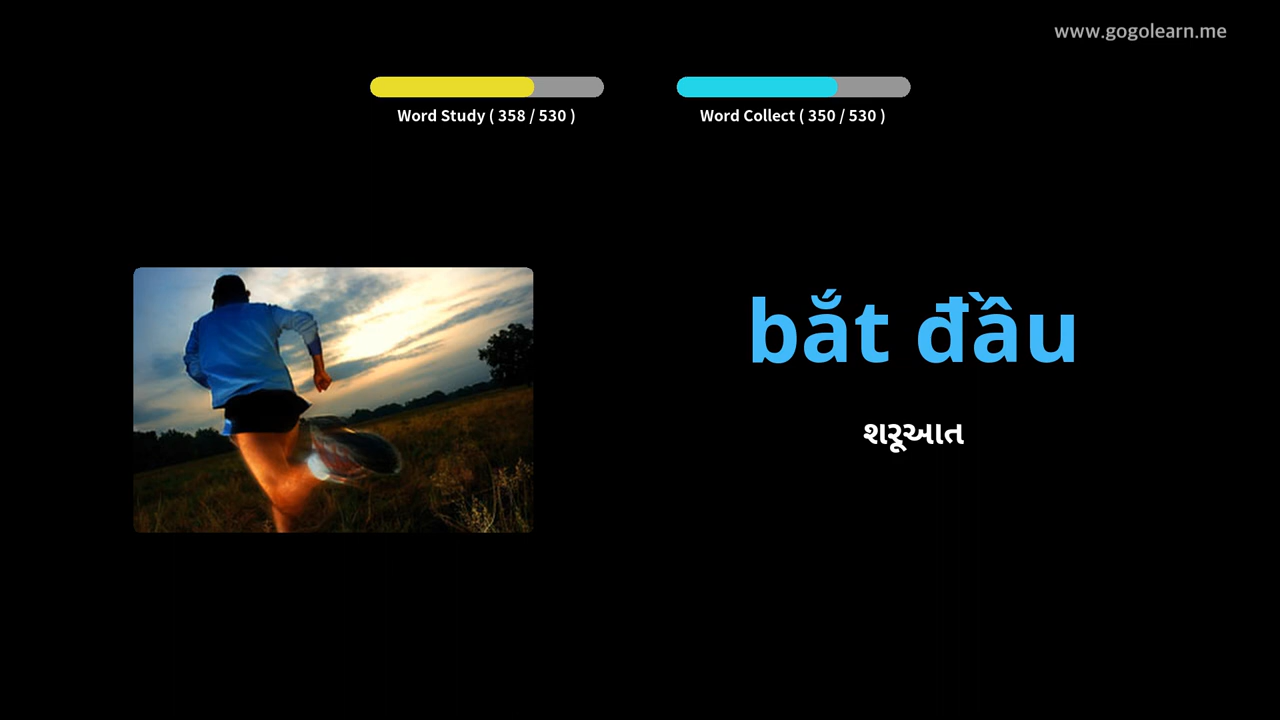 www.gogolearn.me
Word Study ( 358 / 530 )
Word Collect ( 350 / 530 )
bắt đầu
શરૂઆત